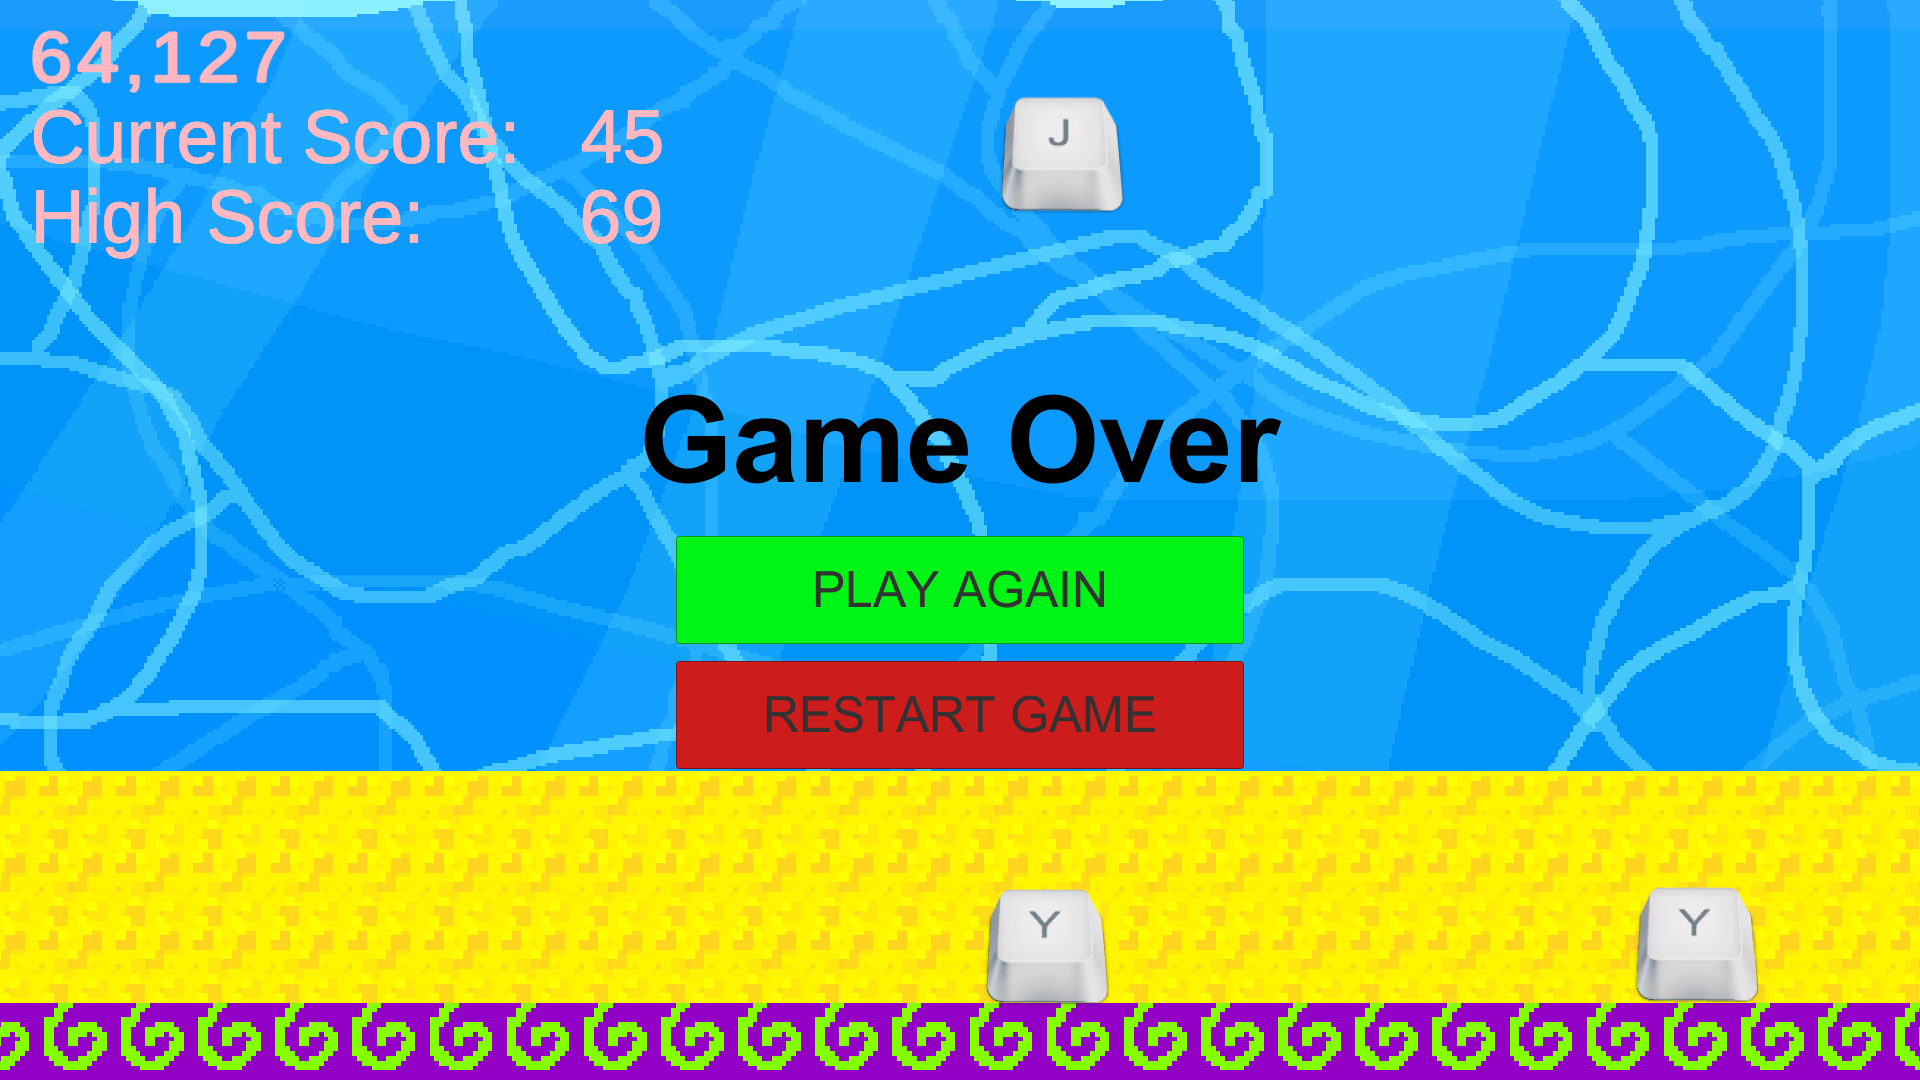 64,127
Current Score: 45
High Score: 69
J
Game Over
PLAY AGAIN
RESTART GAME
Y Y